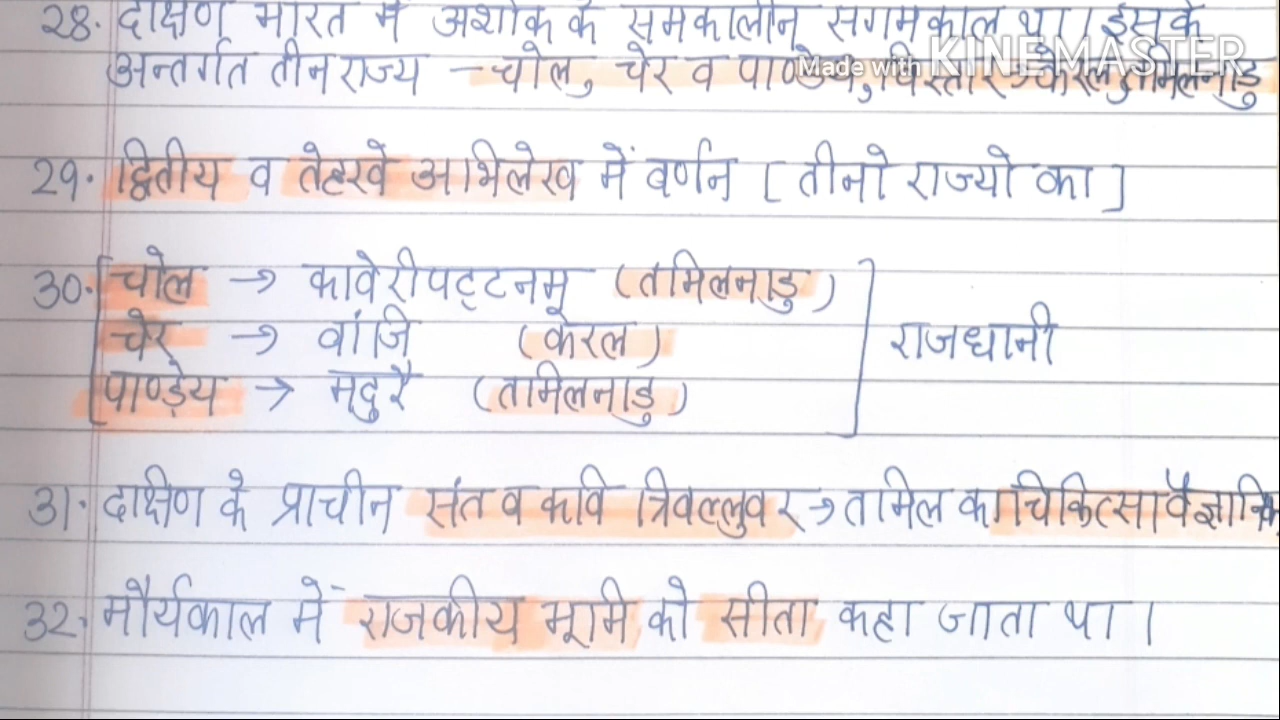 28. दक्षिण भारत में अशोक के समकालीन संगमकाल था। इसके
अन्तर्गत तीन राज्य - चोल, चेर व पाण्डेय, विस्तार → केरल, तमिलनाडु
Made with KINEMASTER
29. द्वितीय व तेहरवे अभिलेख में वर्णन [ तीनो राज्यो का ]
30. चोल → कावेरीपट्टनम् (तमिलनाडु)
चेर → वांजि (केरल)
राजधानी
पाण्ड़ेय → मदुरै (तामिलनाडु)
31. दाक्षिण के प्राचीन संत व कवि त्रिवल्लुवर → तमिल का चिकित्सा वैज्ञानिक
32. मौर्यकाल में राजकीय भूमि को सीता कहा जाता था।